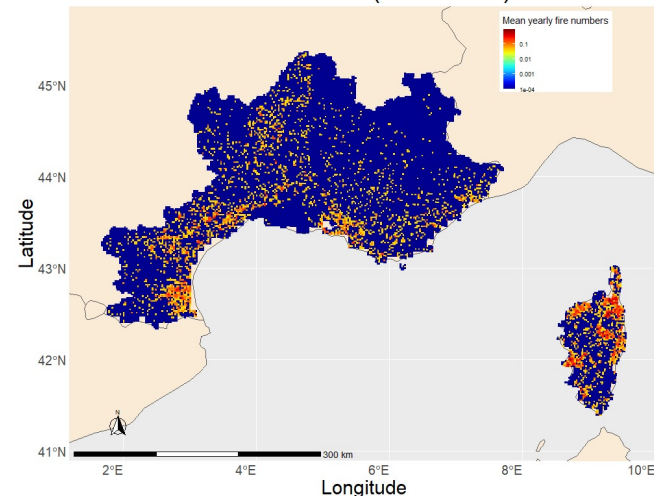 Mean yearly fire numbers
0.1
0.01
0.001
1e-04
45°N
44°N
43°N
42°N
41°N
Latitude
N
300 km
2°E
4°E
6°E
8°E
10°E
Longitude